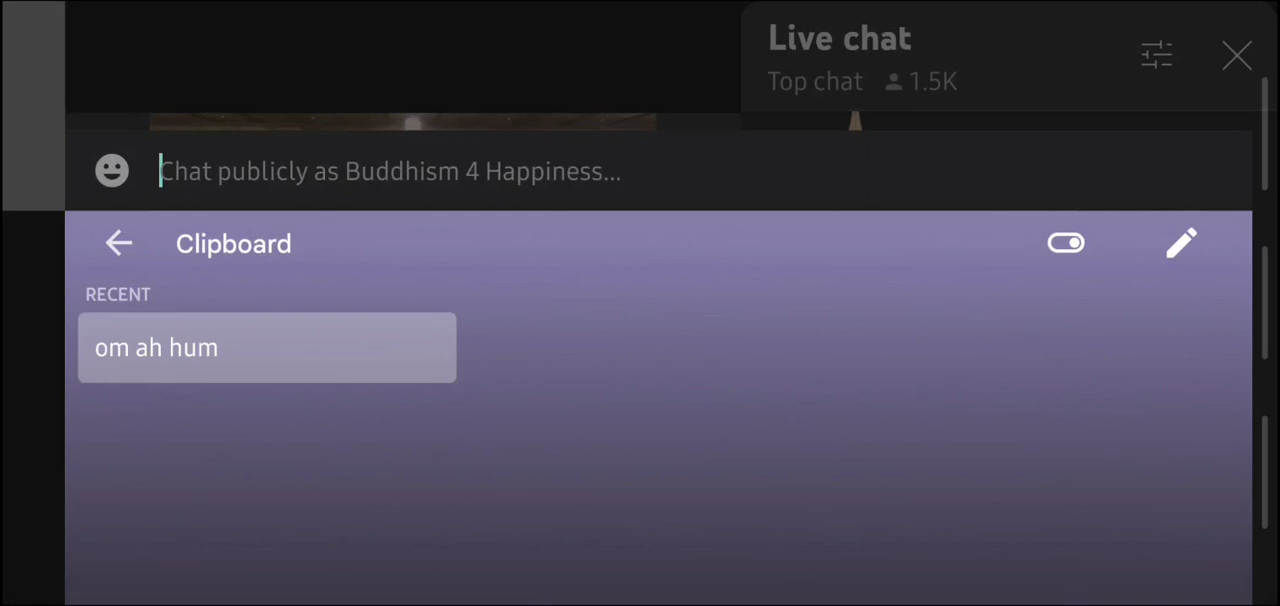 Live chat
Top chat 1.5K
Chat publicly as Buddhism 4 Happiness...
Clipboard
RECENT
om ah hum